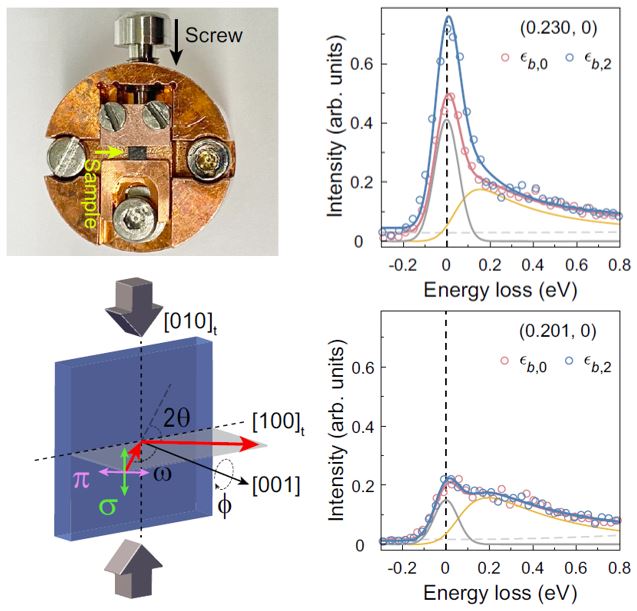 Screw
Sample
[010]t
2θ
[100]t
π
ω
σ
[001]
ϕ
(0.230, 0)
ϵb,0 ϵb,2
Intensity (arb. units)
0.6
0.4
0.2
0
-0.2 0 0.2 0.4 0.6 0.8
Energy loss (eV)
(0.201, 0)
ϵb,0 ϵb,2
Intensity (arb. units)
0.6
0.4
0.2
0
-0.2 0 0.2 0.4 0.6 0.8
Energy loss (eV)